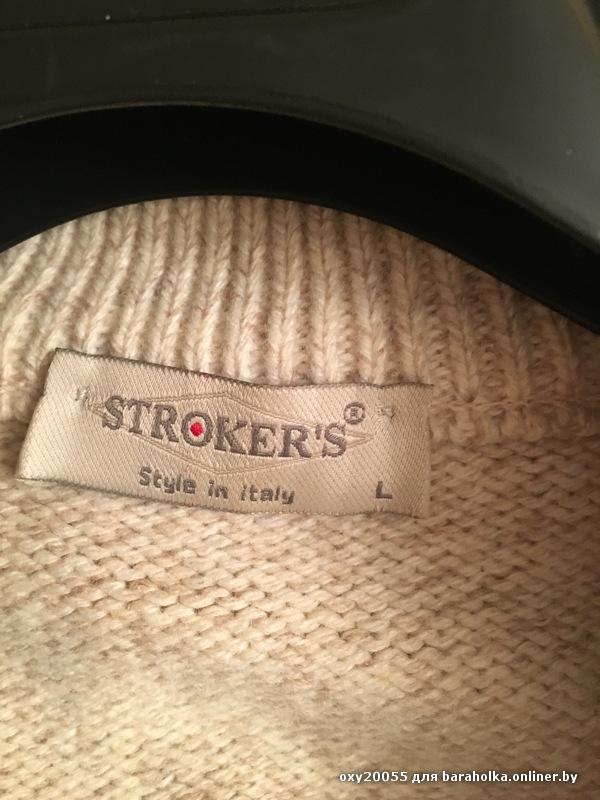 STROKER'S®
Style in italy
L
oxy20055 для baraholka.onliner.by